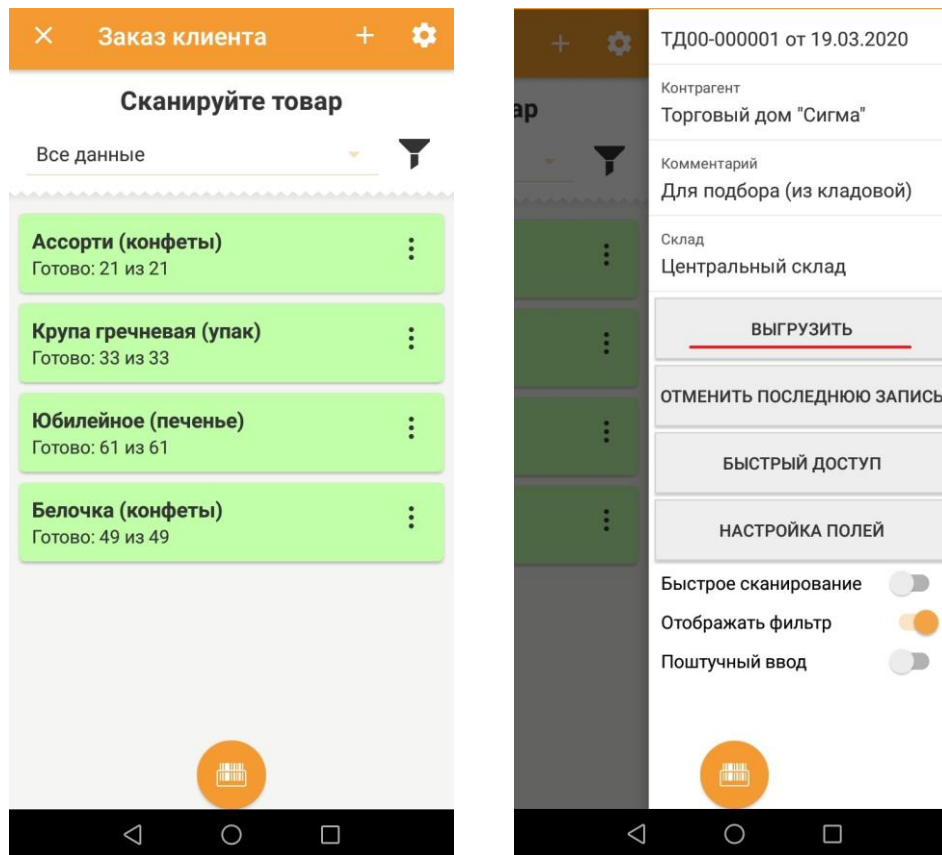 Заказ клиента
Сканируйте товар
Все данные
Ассорти (конфеты)
Готово: 21 из 21
Крупа гречневая (упак)
Готово: 33 из 33
Юбилейное (печенье)
Готово: 61 из 61
Белочка (конфеты)
Готово: 49 из 49
ар
ТД00-000001 от 19.03.2020
Контрагент
Торговый дом "Сигма"
Комментарий
Для подбора (из кладовой)
Склад
Центральный склад
ВЫГРУЗИТЬ
ОТМЕНИТЬ ПОСЛЕДНЮЮ ЗАПИСЬ
БЫСТРЫЙ ДОСТУП
НАСТРОЙКА ПОЛЕЙ
Быстрое сканирование
Отображать фильтр
Поштучный ввод